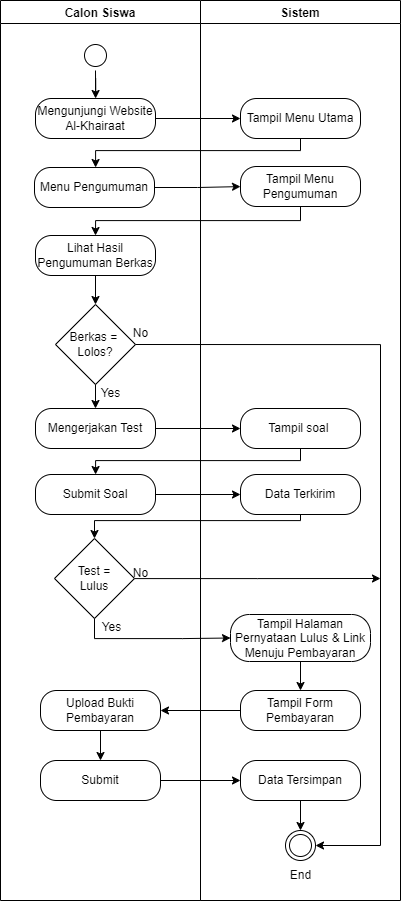 Calon Siswa
Sistem
Mengunjungi Website
Al-Khairaat
Tampil Menu Utama
Menu Pengumuman
Tampil Menu
Pengumuman
Lihat Hasil
Pengumuman Berkas
Berkas =
Lolos?
No
Yes
Mengerjakan Test
Tampil soal
Submit Soal
Data Terkirim
Test =
Lulus
No
Yes
Tampil Halaman
Pernyataan Lulus & Link
Menuju Pembayaran
Upload Bukti
Pembayaran
Tampil Form
Pembayaran
Submit
Data Tersimpan
End